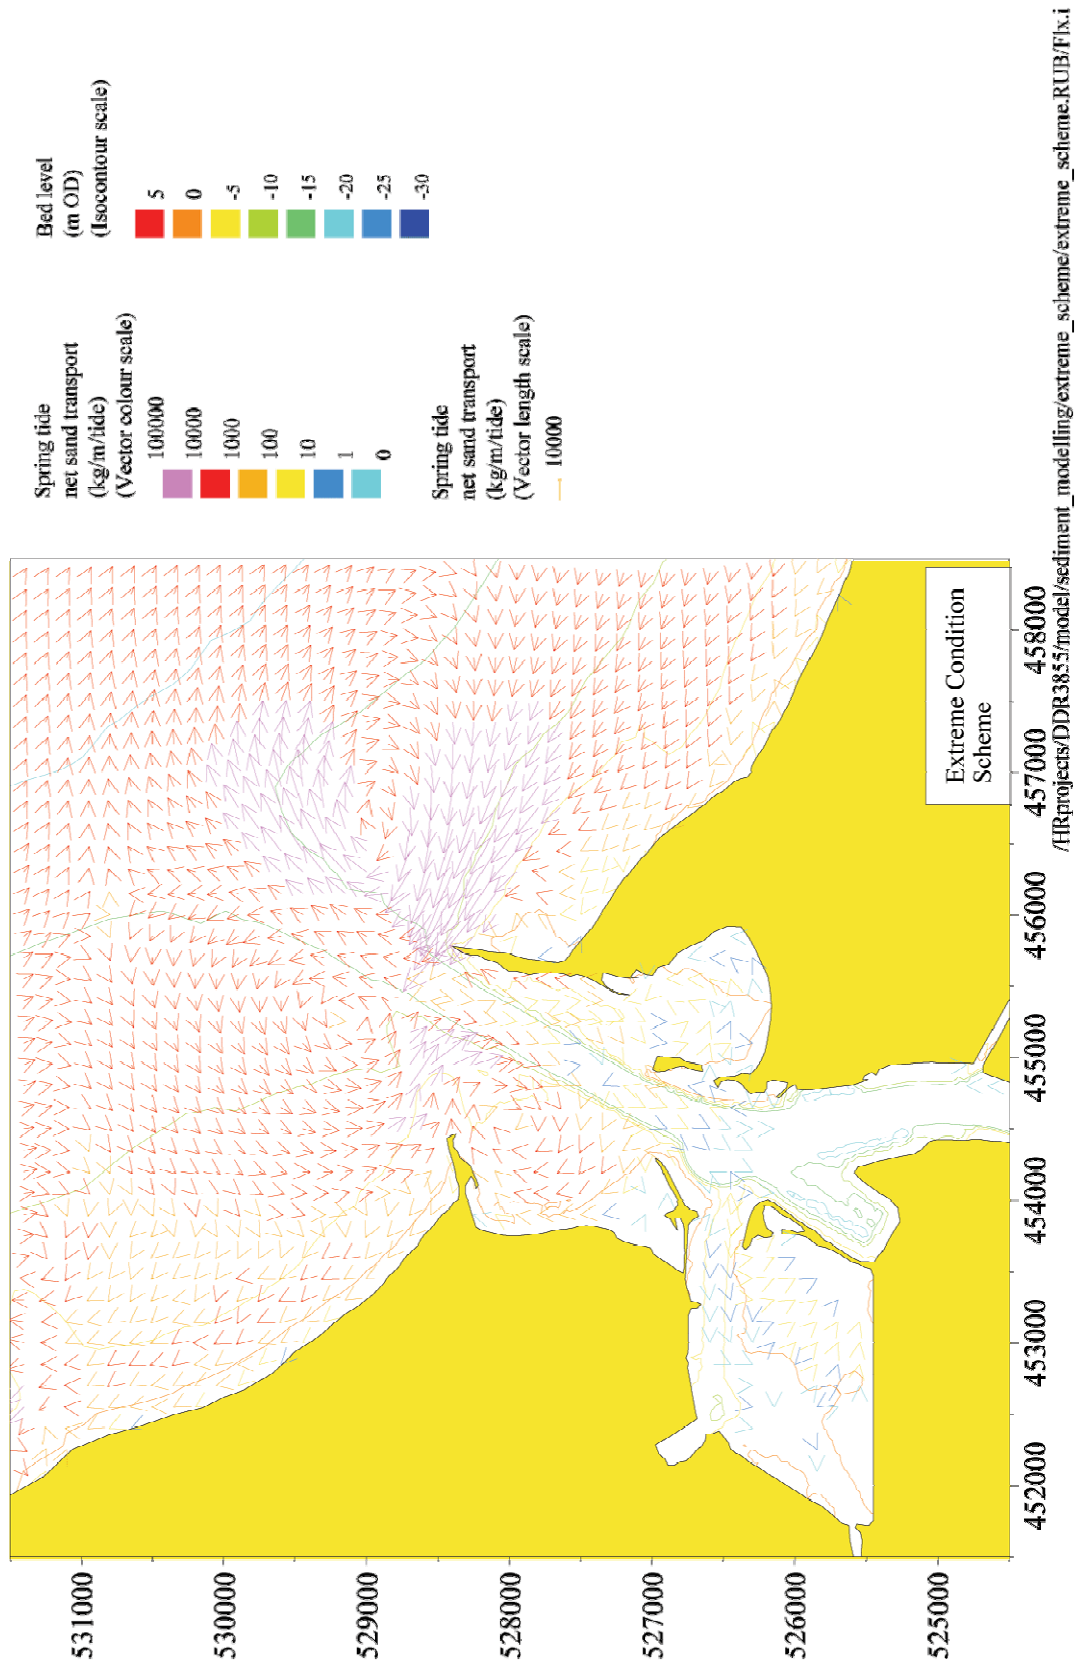 Spring tide
net sand transport
(kg/m/tide)
(Vector colour scale)
100000
10000
1000
100
10
1
0
Bed level
(m OD)
(Isocontour scale)
5
0
-5
-10
-15
-20
-25
-30
Spring tide
net sand transport
(kg/m/tide)
(Vector length scale)
10000
531000
530000
529000
528000
527000
526000
525000
Extreme Condition
Scheme
452000
453000
454000
455000
456000
457000
458000
/HRprojects/DDR3855/model/sediment_modelling/extreme_scheme/extreme_scheme.RUB/Flx.i